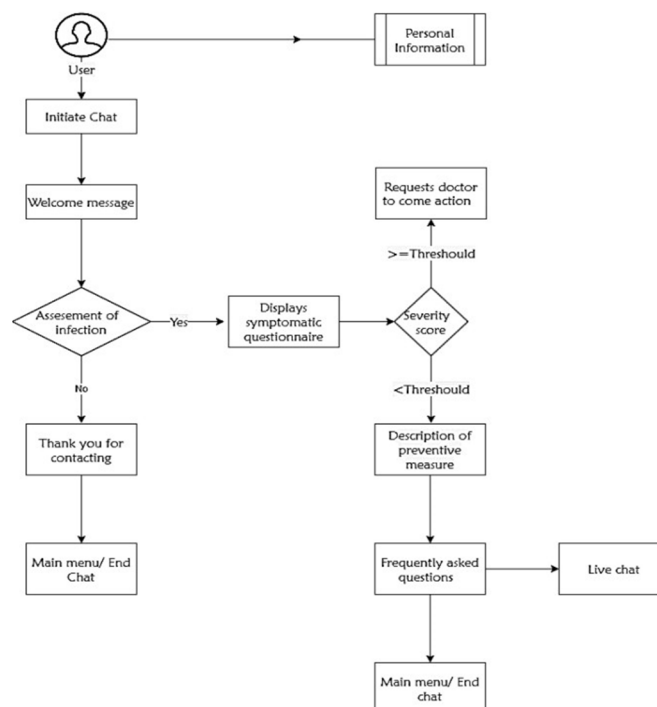 Personal
Information
User
Initiate Chat
Welcome message
Requests doctor
to come action
>=Threshould
Assesement of
infection
Yes
Displays
symptomatic
questionnaire
Severity
score
No
<Threshould
Thank you for
contacting
Description of
preventive
measure
Main menu/ End
Chat
Frequently asked
questions
Live chat
Main menu/ End
chat